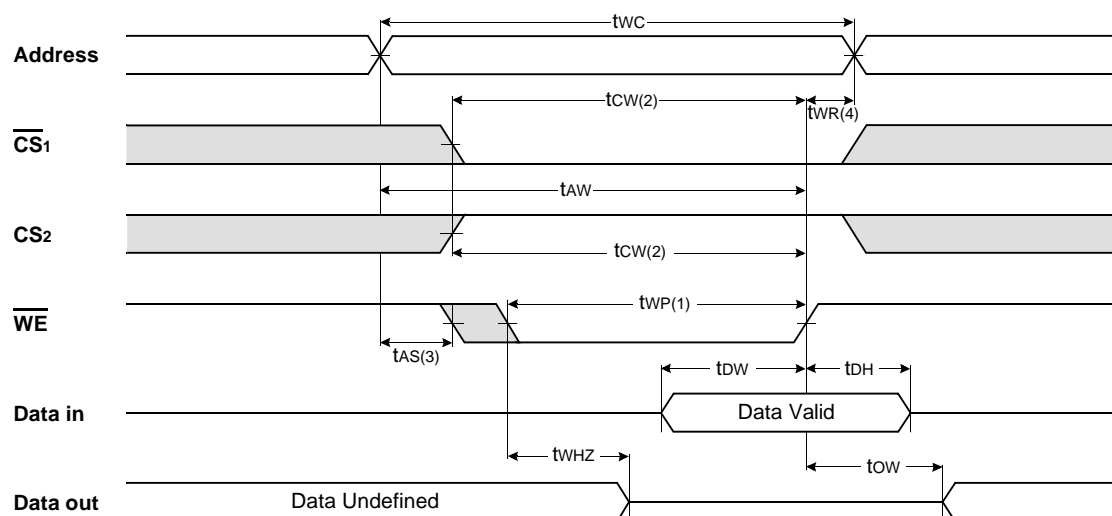 tWC
Address
tCW(2)
tWR(4)
CS1
tAW
CS2
tCW(2)
tWP(1)
WE
tAS(3)
tDW
tDH
Data in
Data Valid
tWHZ
tOW
Data out
Data Undefined